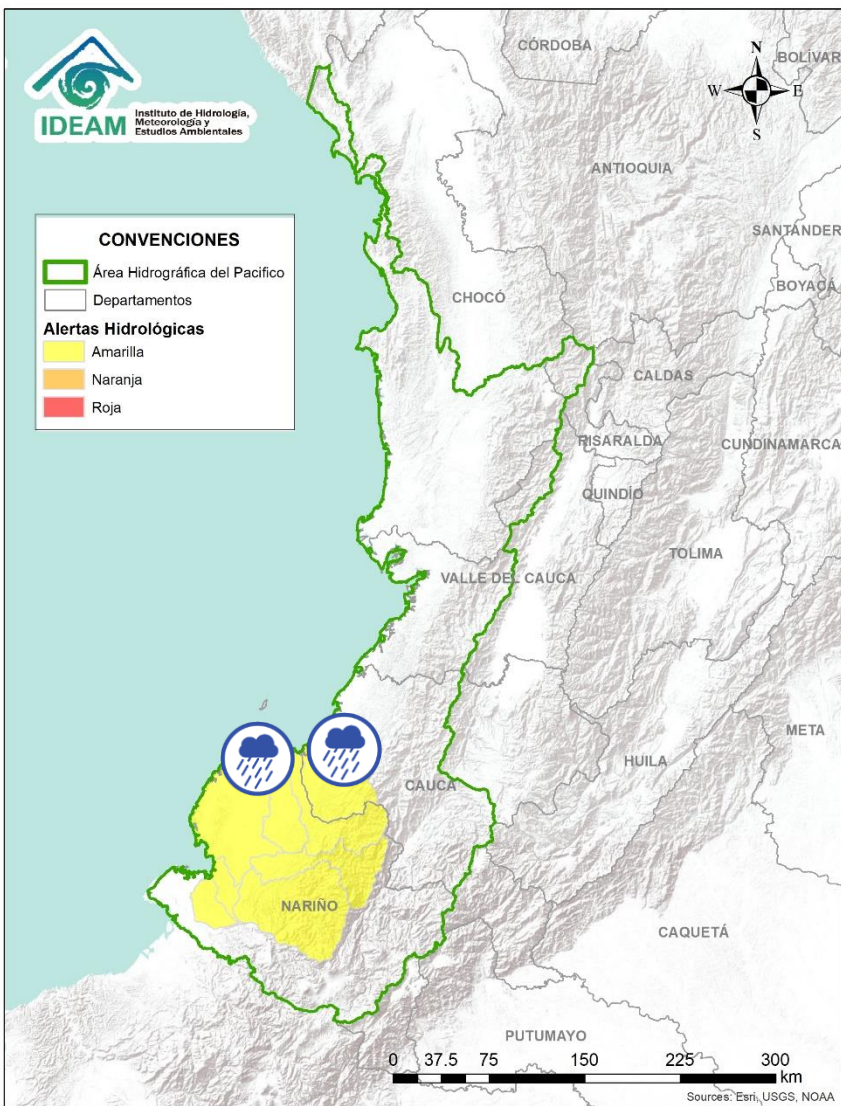 IDEAM
Instituto de Hidrología,
Meteorología y
Estudios Ambientales
CONVENCIONES
Área Hidrográfica del Pacifico
Departamentos
Alertas Hidrológicas
Amarilla
Naranja
Roja
N
W
E
S
CÓRDOBA
BOLÍVAR
ANTIOQUIA
SANTANDER
BOYACÁ
CHOCÓ
CALDAS
RISARALDA
CUNDINAMARCA
QUINDÍO
TOLIMA
VALLE DEL CAUCA
META
HUILA
CAUCA
NARIÑO
CAQUETÁ
PUTUMAYO
0 37.5 75 150 225 300
km
Sources: Esri, USGS, NOAA